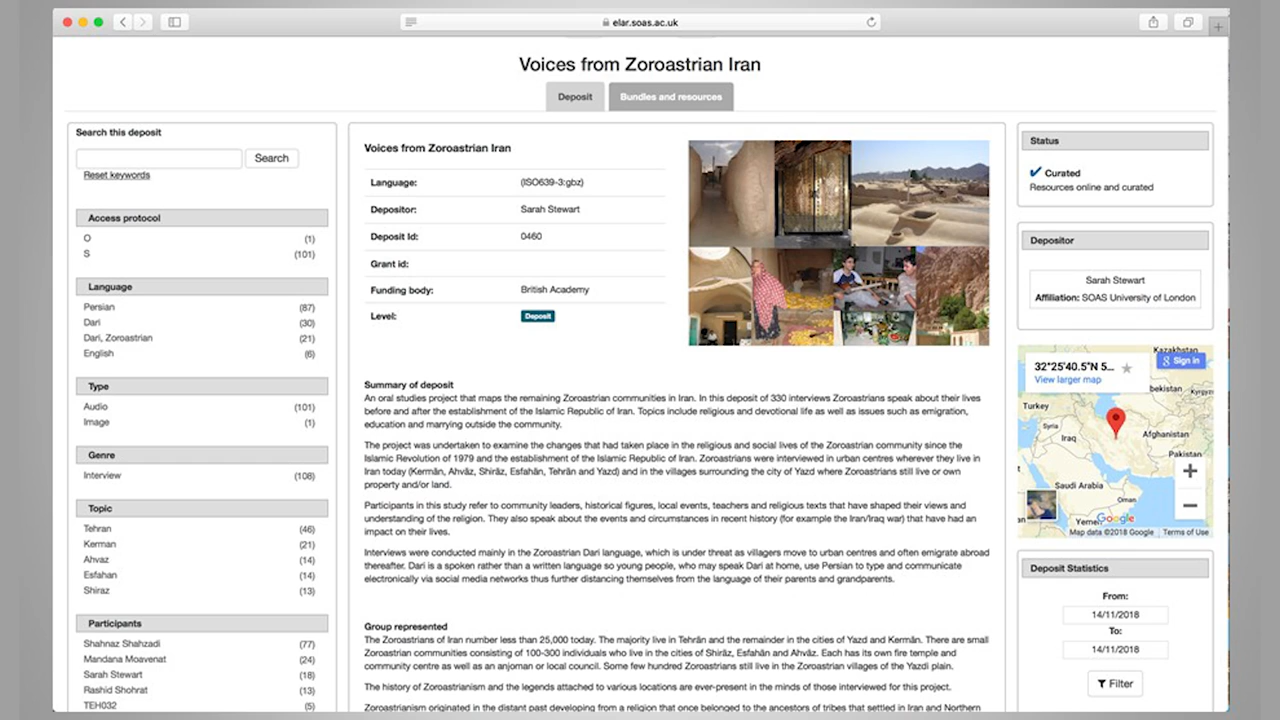 elar.soas.ac.uk
Voices from Zoroastrian Iran
Deposit
Bundles and resources
Search this deposit
Search
Reset keywords
Access protocol
O (1)
S (101)
Language
Persian (87)
Dari (30)
Dari, Zoroastrian (21)
English (6)
Type
Audio (101)
Image (1)
Genre
Interview (108)
Topic
Tehran (46)
Kerman (21)
Ahvaz (14)
Esfahan (14)
Shiraz (13)
Participants
Shahnaz Shahzadi (77)
Mandana Moavenat (24)
Sarah Stewart (18)
Rashid Shohrat (13)
TEH032 (5)
Voices from Zoroastrian Iran
Language: (ISO639-3:gbz)
Depositor: Sarah Stewart
Deposit Id: 0460
Grant id:
Funding body: British Academy
Level: Deposit
Summary of deposit
An oral studies project that maps the remaining Zoroastrian communities in Iran. In this deposit of 330 interviews Zoroastrians speak about their lives
before and after the establishment of the Islamic Republic of Iran. Topics include religious and devotional life as well as issues such as emigration,
education and marrying outside the community.
The project was undertaken to examine the changes that had taken place in the religious and social lives of the Zoroastrian community since the
Islamic Revolution of 1979 and the establishment of the Islamic Republic of Iran. Zoroastrians were interviewed in urban centres wherever they live in
Iran today (Kermân, Ahvâz, Shirâz, Esfahân, Tehrân and Yazd) and in the villages surrounding the city of Yazd where Zoroastrians still live or own
property and/or land.
Participants in this study refer to community leaders, historical figures, local events, teachers and religious texts that have shaped their views and
understanding of the religion. They also speak about the events and circumstances in recent history (for example the Iran/Iraq war) that have had an
impact on their lives.
Interviews were conducted mainly in the Zoroastrian Dari language, which is under threat as villagers move to urban centres and often emigrate abroad
thereafter. Dari is a spoken rather than a written language so young people, who may speak Dari at home, use Persian to type and communicate
electronically via social media networks thus further distancing themselves from the language of their parents and grandparents.
Group represented
The Zoroastrians of Iran number less than 25,000 today. The majority live in Tehrân and the remainder in the cities of Yazd and Kermân. There are small
Zoroastrian communities consisting of 100-300 individuals who live in the cities of Shirâz, Esfahân and Ahvâz. Each has its own fire temple and
community centre as well as an anjoman or local council. Some few hundred Zoroastrians still live in the Zoroastrian villages of the Yazdi plain.
The history of Zoroastrianism and the legends attached to various locations are ever-present in the minds of those interviewed for this project.
Zoroastrianism originated in the distant past developing from a religion that once belonged to the ancestors of tribes that settled in Iran and Northern
Status
Curated
Resources online and curated
Depositor
Sarah Stewart
Affiliation: SOAS University of London
32°25'40.5"N 5...
View larger map
Sign in
Kazakhstan
bekistan
Kyrgyz
Turkey
Syria
Iraq
Afghanistan
Pakistan
Saudi Arabia
Oman
Yemen
Google
Map data ©2018 Google Terms of Use
Deposit Statistics
From:
14/11/2018
To:
14/11/2018
Filter